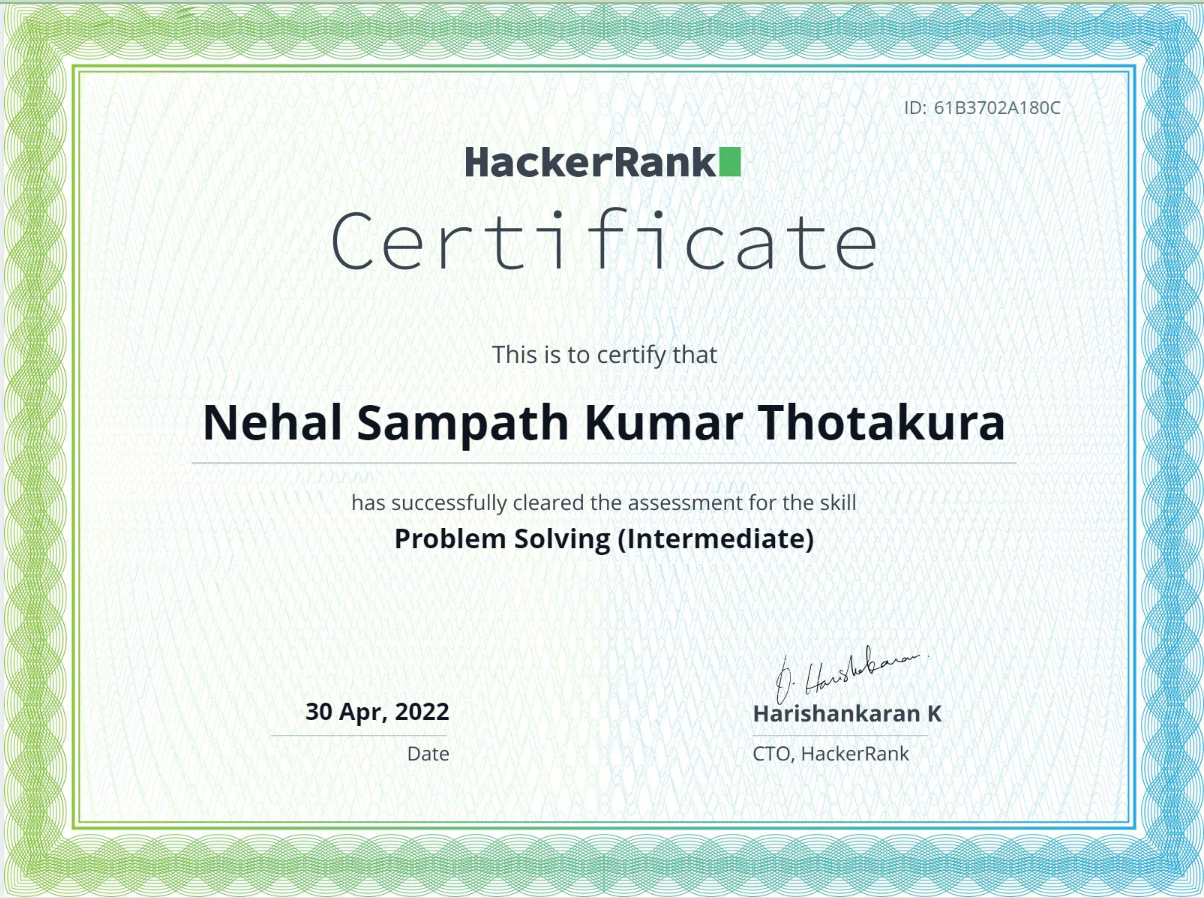 ID: 61B3702A180C
HackerRank
Certificate
This is to certify that
Nehal Sampath Kumar Thotakura
has successfully cleared the assessment for the skill
Problem Solving (Intermediate)
30 Apr, 2022
Date
Harishankaran K
CTO, HackerRank